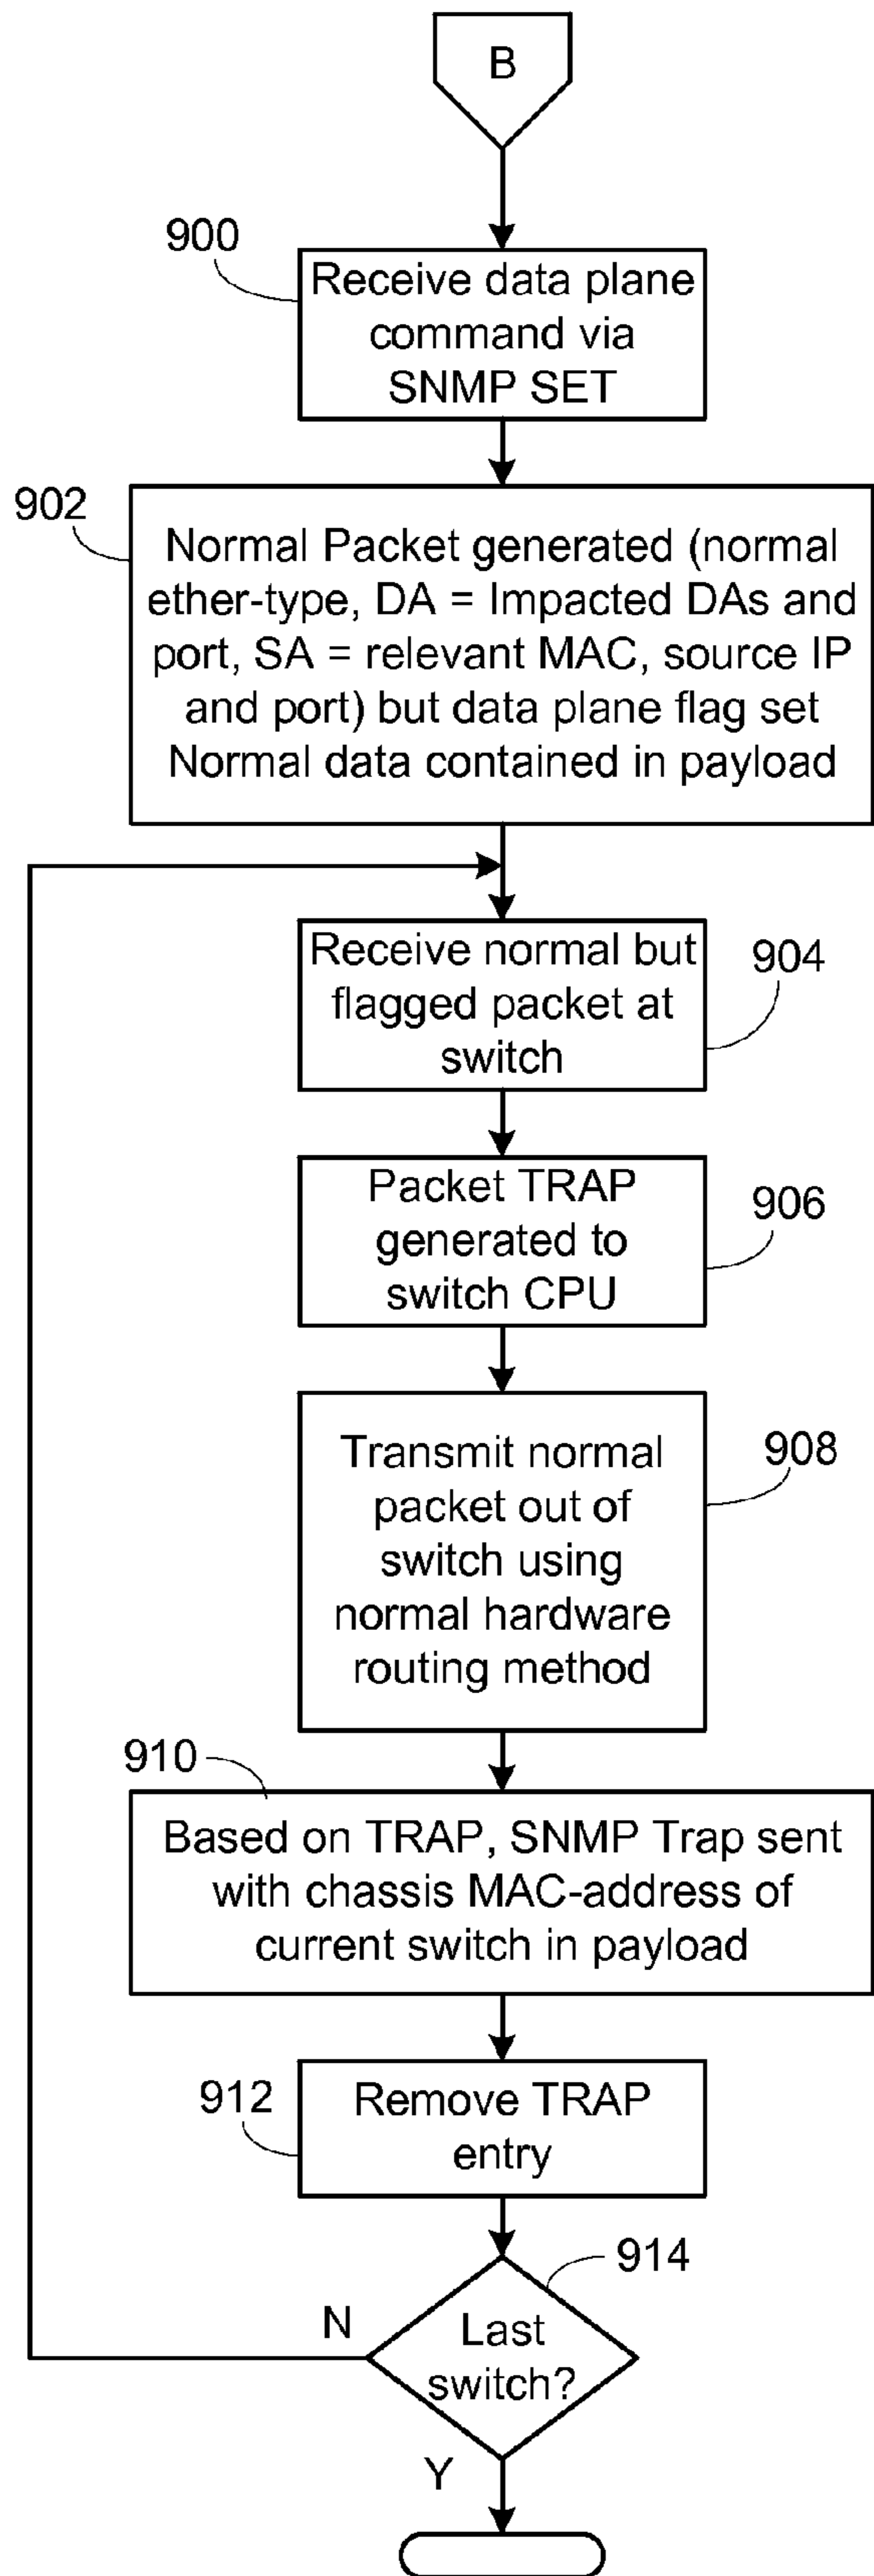 B
900
Receive data plane
command via
SNMP SET
902
Normal Packet generated (normal
ether-type, DA = Impacted DAs and
port, SA = relevant MAC, source IP
and port) but data plane flag set
Normal data contained in payload
Receive normal but
flagged packet at
switch
904
Packet TRAP
generated to
switch CPU
906
Transmit normal
packet out of
switch using
normal hardware
routing method
908
910
Based on TRAP, SNMP Trap sent
with chassis MAC-address of
current switch in payload
912
Remove TRAP
entry
914
Last
switch?
N
Y